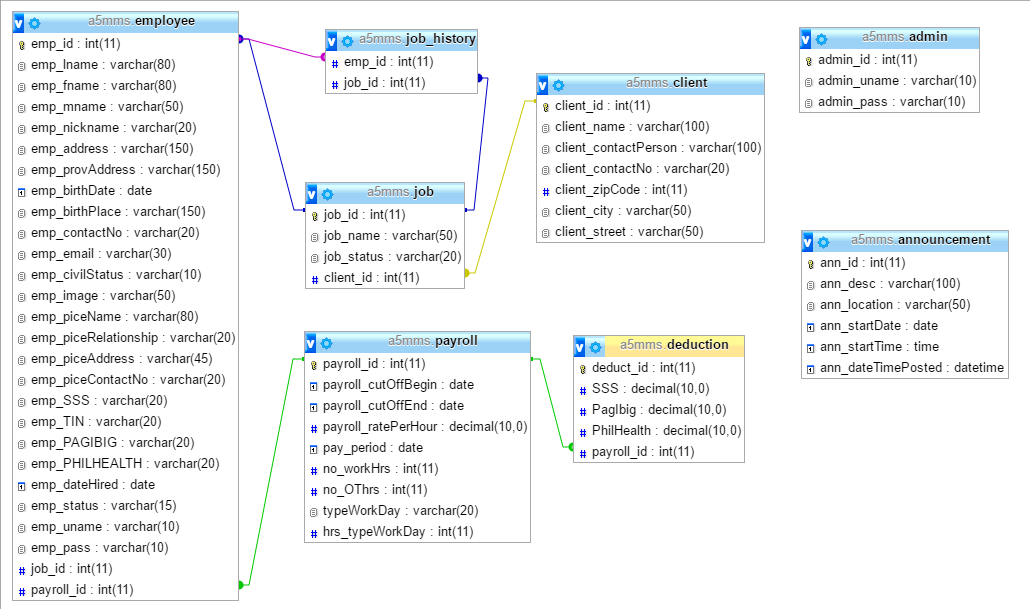 a5mms.employee
emp_id : int(11)
emp_lname : varchar(80)
emp_fname : varchar(80)
emp_mname : varchar(50)
emp_nickname : varchar(20)
emp_address : varchar(150)
emp_provAddress : varchar(150)
emp_birthDate : date
emp_birthPlace : varchar(150)
emp_contactNo : varchar(20)
emp_email : varchar(30)
emp_civilStatus : varchar(10)
emp_image : varchar(50)
emp_piceName : varchar(80)
emp_piceRelationship : varchar(20)
emp_piceAddress : varchar(45)
emp_piceContactNo : varchar(20)
emp_SSS : varchar(20)
emp_TIN : varchar(20)
emp_PAGIBIG : varchar(20)
emp_PHILHEALTH : varchar(20)
emp_dateHired : date
emp_status : varchar(15)
emp_uname : varchar(10)
emp_pass : varchar(10)
job_id : int(11)
payroll_id : int(11)
a5mms.job_history
emp_id : int(11)
job_id : int(11)
a5mms.job
job_id : int(11)
job_name : varchar(50)
job_status : varchar(20)
client_id : int(11)
a5mms.payroll
payroll_id : int(11)
payroll_cutOffBegin : date
payroll_cutOffEnd : date
payroll_ratePerHour : decimal(10,0)
pay_period : date
no_workHrs : int(11)
no_OThrs : int(11)
typeWorkDay : varchar(20)
hrs_typeWorkDay : int(11)
a5mms.client
client_id : int(11)
client_name : varchar(100)
client_contactPerson : varchar(100)
client_contactNo : varchar(20)
client_zipCode : int(11)
client_city : varchar(50)
client_street : varchar(50)
a5mms.deduction
deduct_id : int(11)
SSS : decimal(10,0)
PagIbig : decimal(10,0)
PhilHealth : decimal(10,0)
payroll_id : int(11)
a5mms.admin
admin_id : int(11)
admin_uname : varchar(10)
admin_pass : varchar(10)
a5mms.announcement
ann_id : int(11)
ann_desc : varchar(100)
ann_location : varchar(50)
ann_startDate : date
ann_startTime : time
ann_dateTimePosted : datetime